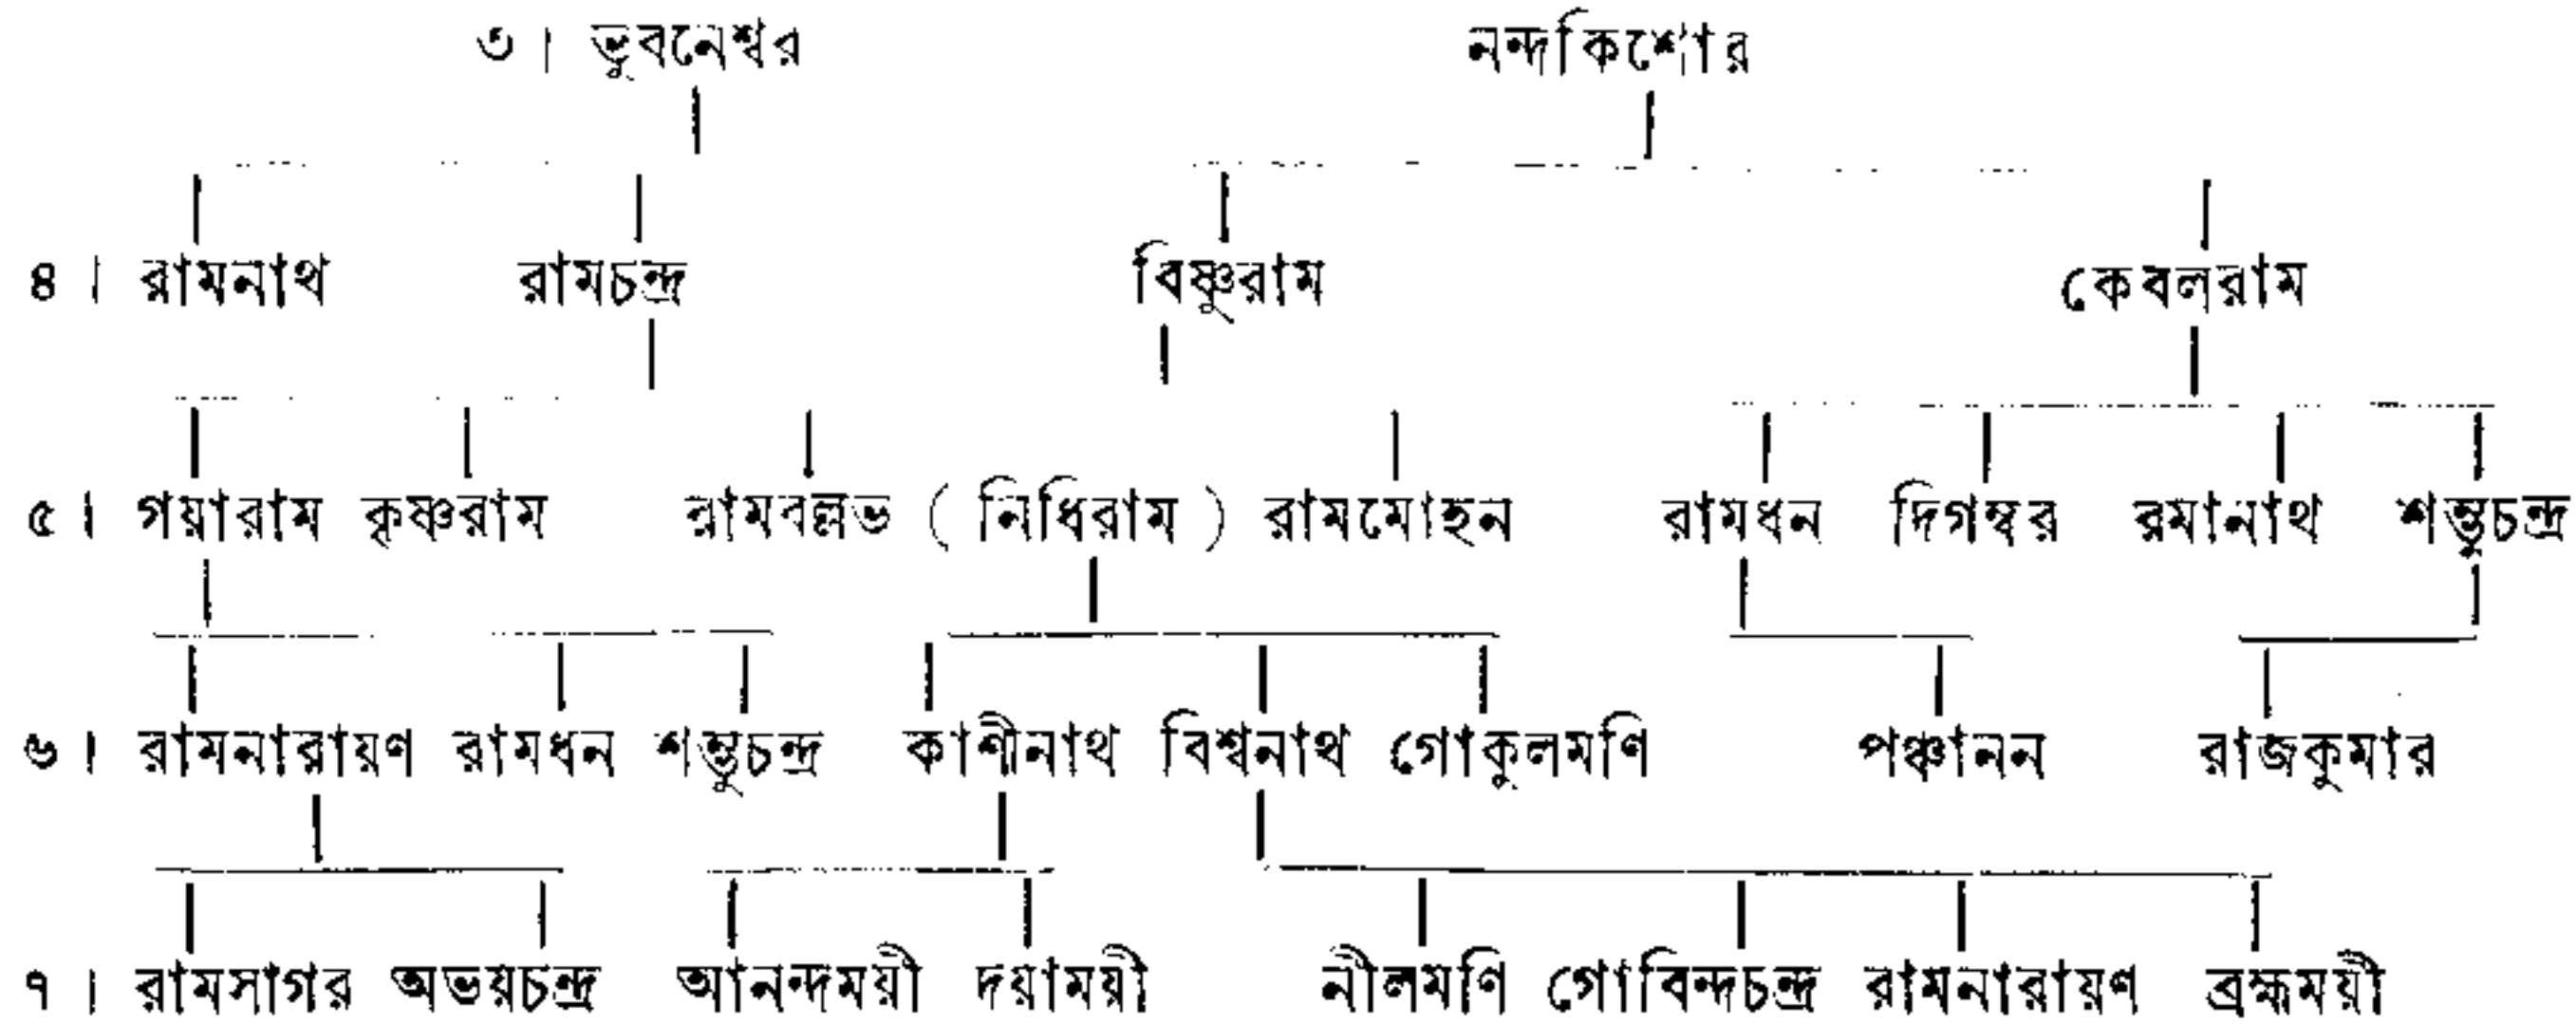 ৩। ভুবনেশ্বর নন্দকিশোর
৪। রামনাথ রামচন্দ্র বিষ্ণুরাম কেবলরাম
৫। গয়ারাম কৃষ্ণরাম রামবল্লভ ( নিধিরাম ) রামমোহন রামধন দিগম্বর রমানাথ শম্ভুচন্দ্র
৬। রামনারায়ণ রামধন শম্ভুচন্দ্র কাশীনাথ বিশ্বনাথ গোকুলমণি পঞ্চানন রাজকুমার
৭। রামসাগর অভয়চন্দ্র আনন্দময়ী দয়াময়ী নীলমণি গোবিন্দচন্দ্র রামনারায়ণ ব্রহ্মময়ী